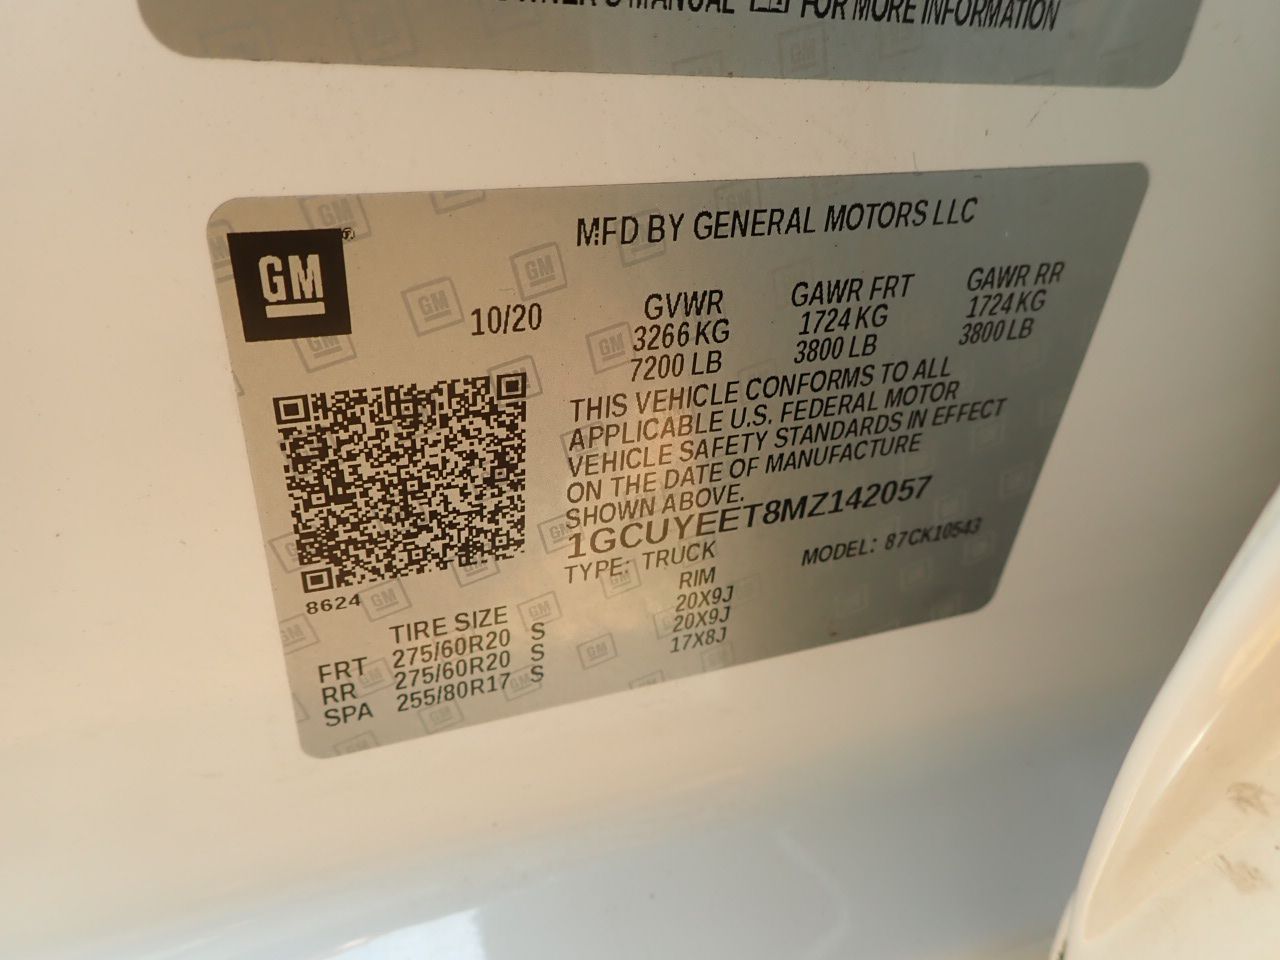 OWNER'S MANUAL FOR MORE INFORMATION
MFD BY GENERAL MOTORS LLC
GM
10/20
GVWR GAWR FRT GAWR RR
3266 KG 1724 KG 1724 KG
7200 LB 3800 LB 3800 LB
THIS VEHICLE CONFORMS TO ALL
APPLICABLE U.S. FEDERAL MOTOR
VEHICLE SAFETY STANDARDS IN EFFECT
ON THE DATE OF MANUFACTURE
SHOWN ABOVE.
1GCUYEET8MZ142057
TYPE: TRUCK MODEL: 87CK10543
8624
TIRE SIZE RIM
FRT 275/60R20 S 20X9J
RR 275/60R20 S 20X9J
SPA 255/80R17 S 17X8J